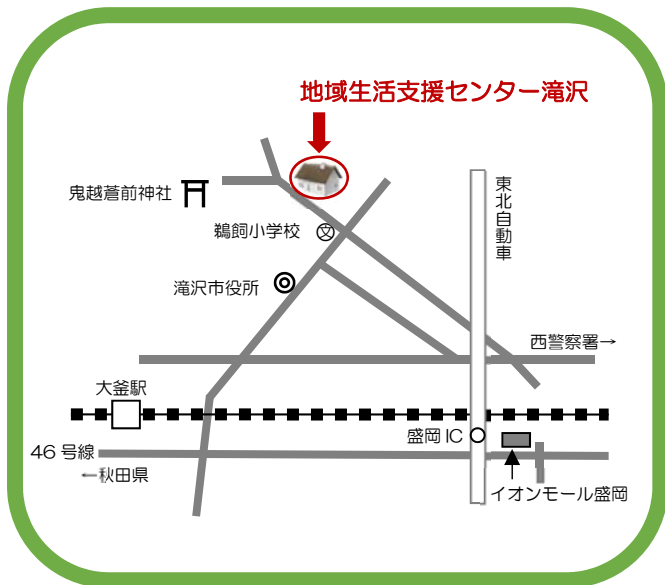 地域生活支援センター滝沢
鬼越蒼前神社
東北自動車
鵜飼小学校
文
滝沢市役所
西警察署→
大釜駅
盛岡 IC
46 号線
←秋田県
イオンモール盛岡